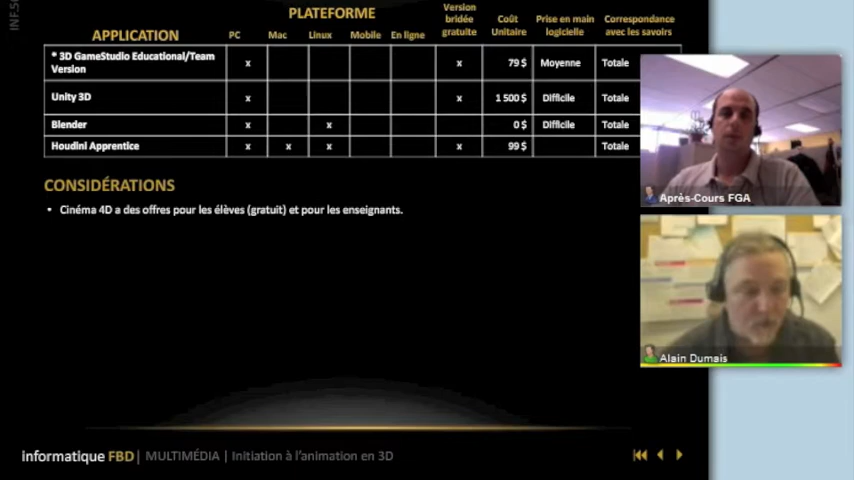 PLATEFORME
Version bridée gratuite
Coût Unitaire
Prise en main logicielle
Correspondance avec les savoirs
APPLICATION PC Mac Linux Mobile En ligne
* 3D GameStudio Educational/Team Version x x 79 $ Moyenne Totale
Unity 3D x x 1 500 $ Difficile Totale
Blender x x 0 $ Difficile Totale
Houdini Apprentice x x x x 99 $ Totale
CONSIDÉRATIONS
• Cinéma 4D a des offres pour les élèves (gratuit) et pour les enseignants.
Après-Cours FGA
Alain Dumais
informatique FBD | MULTIMÉDIA | Initiation à l'animation en 3D